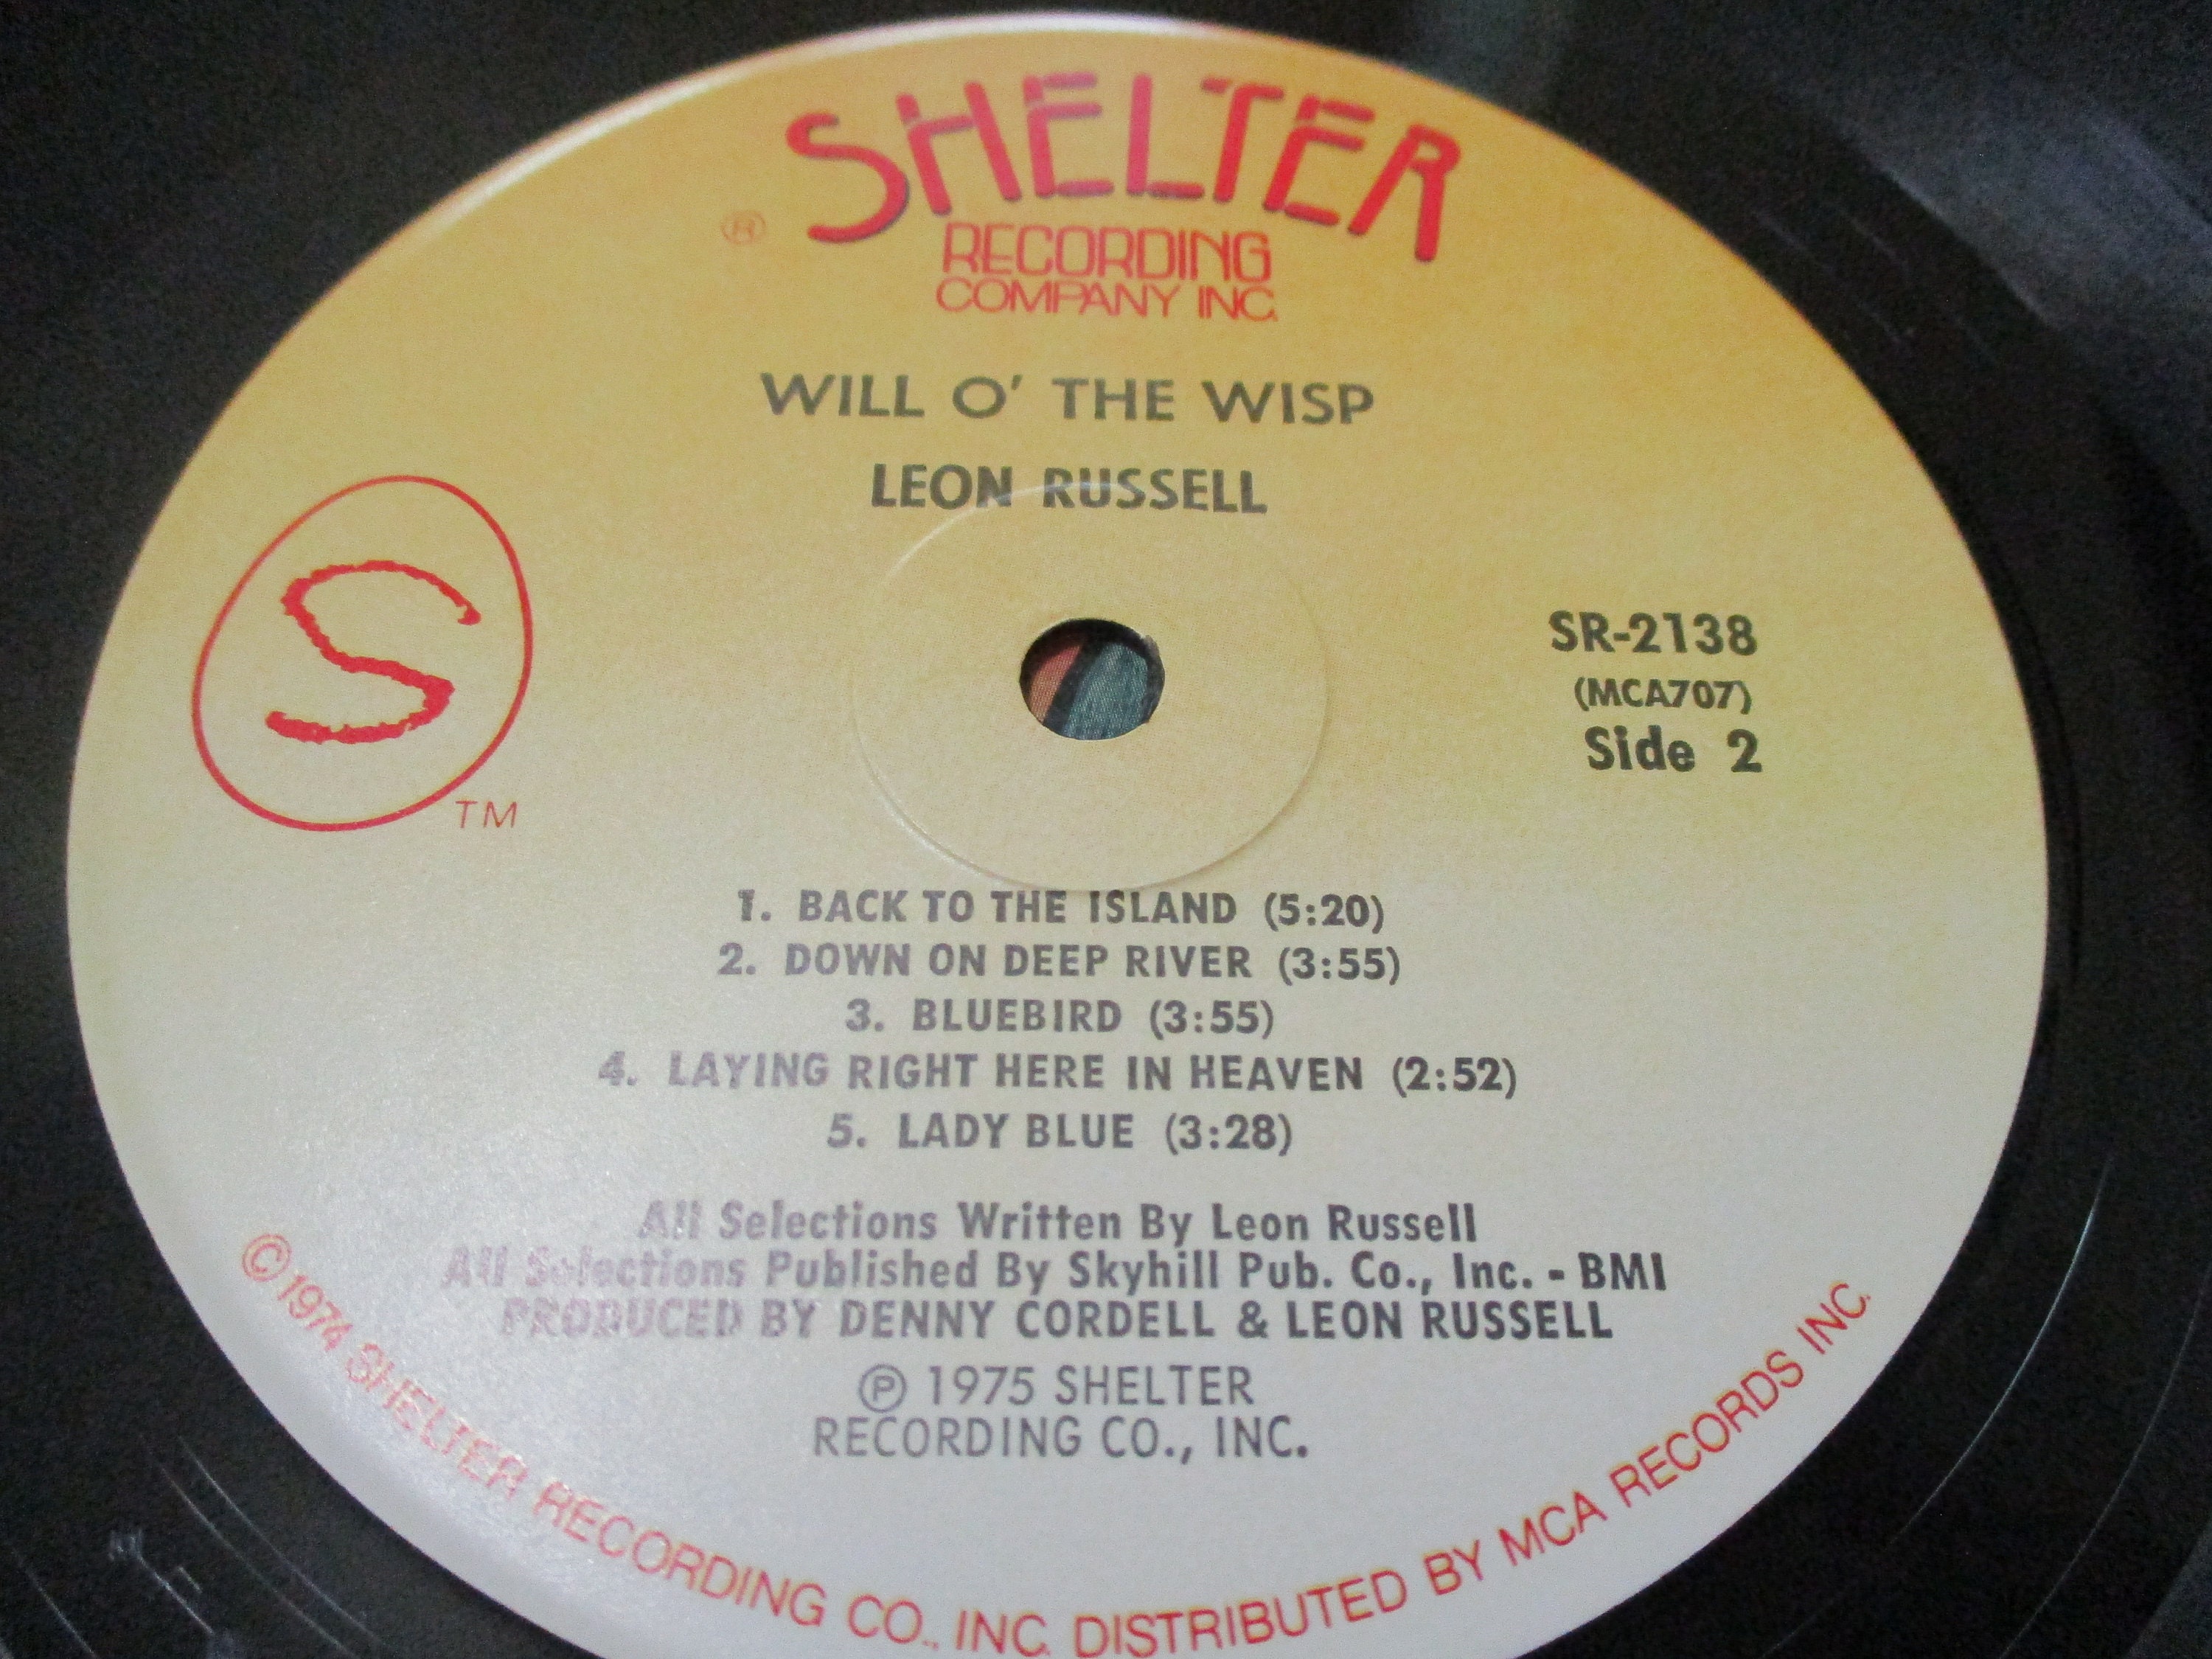 SHELTER
®
RECORDING
COMPANY INC.
WILL O' THE WISP
LEON RUSSELL
S
TM
SR-2138
(MCA707)
Side 2
1. BACK TO THE ISLAND (5:20)
2. DOWN ON DEEP RIVER (3:55)
3. BLUEBIRD (3:55)
4. LAYING RIGHT HERE IN HEAVEN (2:52)
5. LADY BLUE (3:28)
All Selections Written By Leon Russell
All Selections Published By Skyhill Pub. Co., Inc. - BMI
PRODUCED BY DENNY CORDELL & LEON RUSSELL
℗ 1975 SHELTER
RECORDING CO., INC.
© 1974 SHELTER RECORDING CO., INC. DISTRIBUTED BY MCA RECORDS INC.